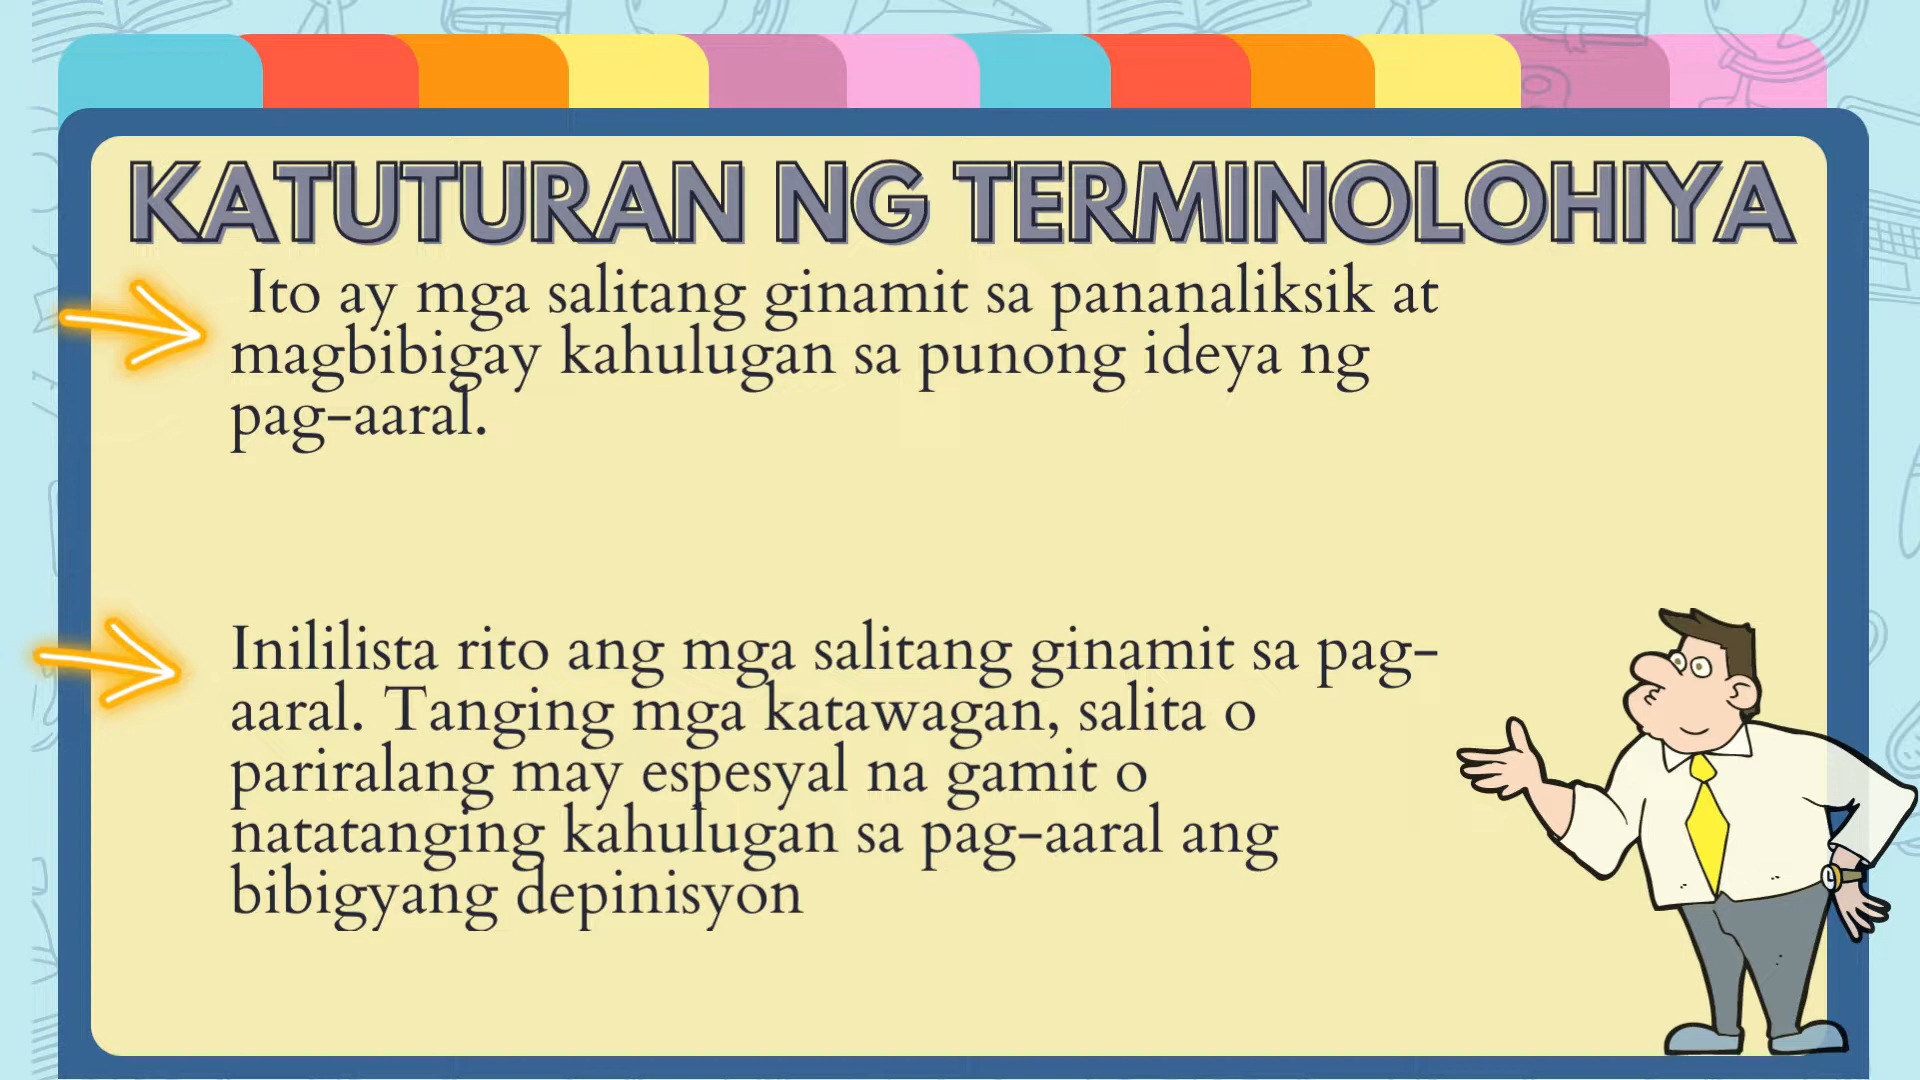 KATUTURAN NG TERMINOLOHIYA
Ito ay mga salitang ginamit sa pananaliksik at
magbibigay kahulugan sa punong ideya ng
pag-aaral.
Inililista rito ang mga salitang ginamit sa pag-
aaral. Tanging mga katawagan, salita o
pariralang may espesyal na gamit o
natatanging kahulugan sa pag-aaral ang
bibigyang depinisyon